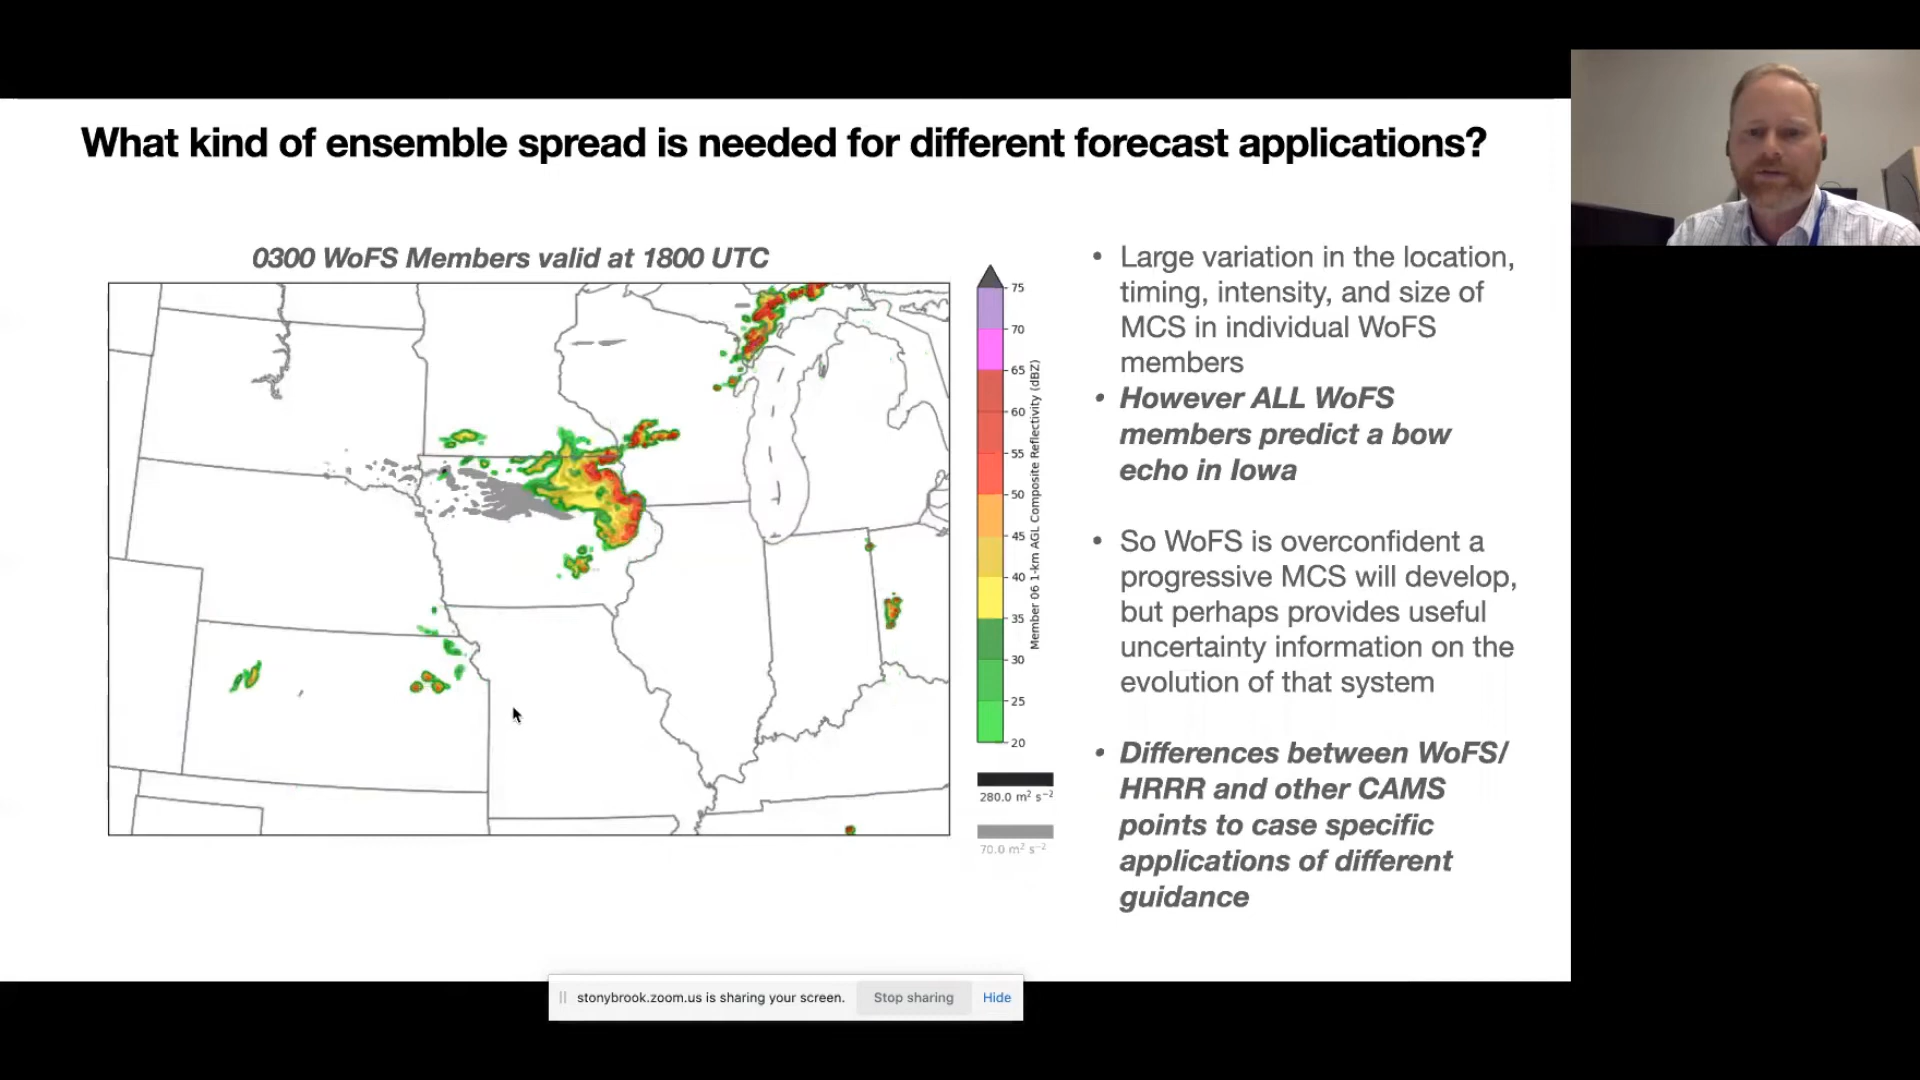 What kind of ensemble spread is needed for different forecast applications?
0300 WoFS Members valid at 1800 UTC
75
70
65
60
55
50
45
40
35
30
25
20
Member 06 1-km AGL Composite Reflectivity (dBZ)
280.0 m² s⁻²
70.0 m² s⁻²
• Large variation in the location,
timing, intensity, and size of
MCS in individual WoFS
members
• However ALL WoFS
members predict a bow
echo in Iowa
• So WoFS is overconfident a
progressive MCS will develop,
but perhaps provides useful
uncertainty information on the
evolution of that system
• Differences between WoFS/
HRRR and other CAMS
points to case specific
applications of different
guidance
stonybrook.zoom.us is sharing your screen. Stop sharing Hide